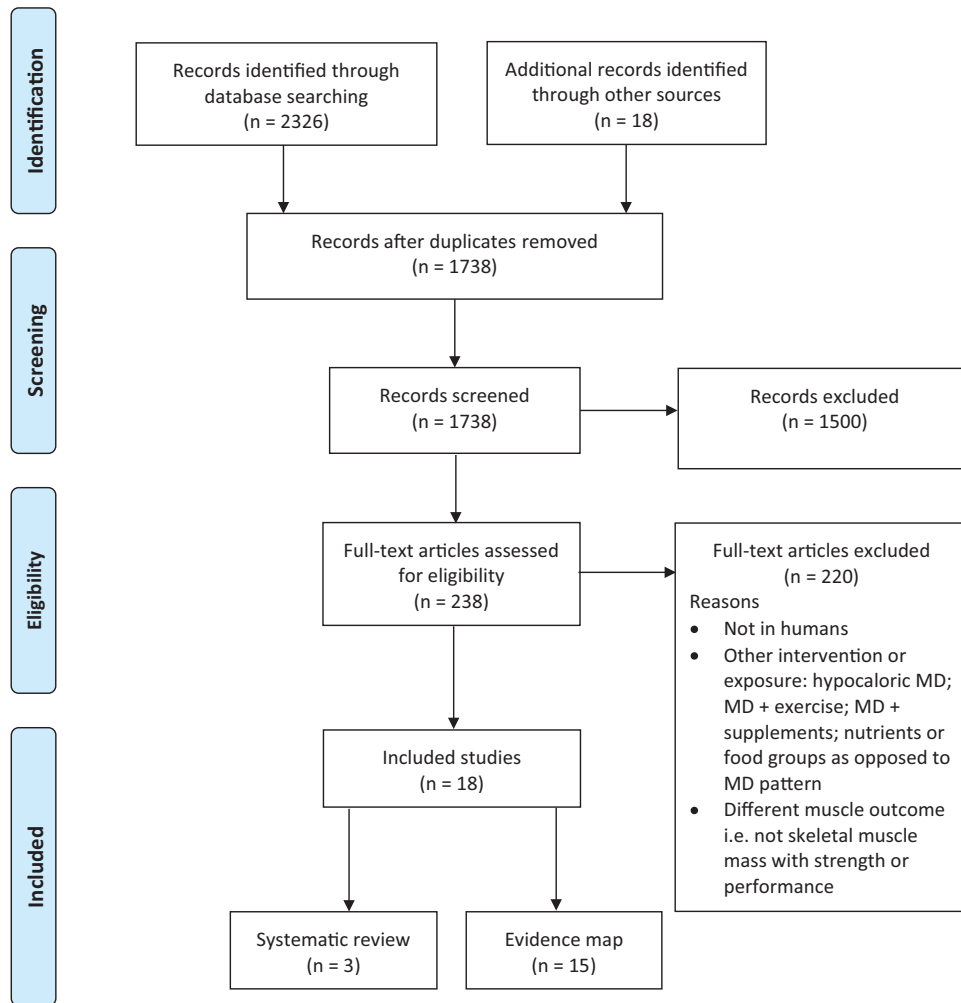 Identification
Records identified through
database searching
(n = 2326)
Additional records identified
through other sources
(n = 18)
Records after duplicates removed
(n = 1738)
Screening
Records screened
(n = 1738)
Records excluded
(n = 1500)
Eligibility
Full-text articles assessed
for eligibility
(n = 238)
Full-text articles excluded
(n = 220)
Reasons
• Not in humans
• Other intervention or
exposure: hypocaloric MD;
MD + exercise; MD +
supplements; nutrients or
food groups as opposed to
MD pattern
• Different muscle outcome
i.e. not skeletal muscle
mass with strength or
performance
Included
Included studies
(n = 18)
Systematic review
(n = 3)
Evidence map
(n = 15)